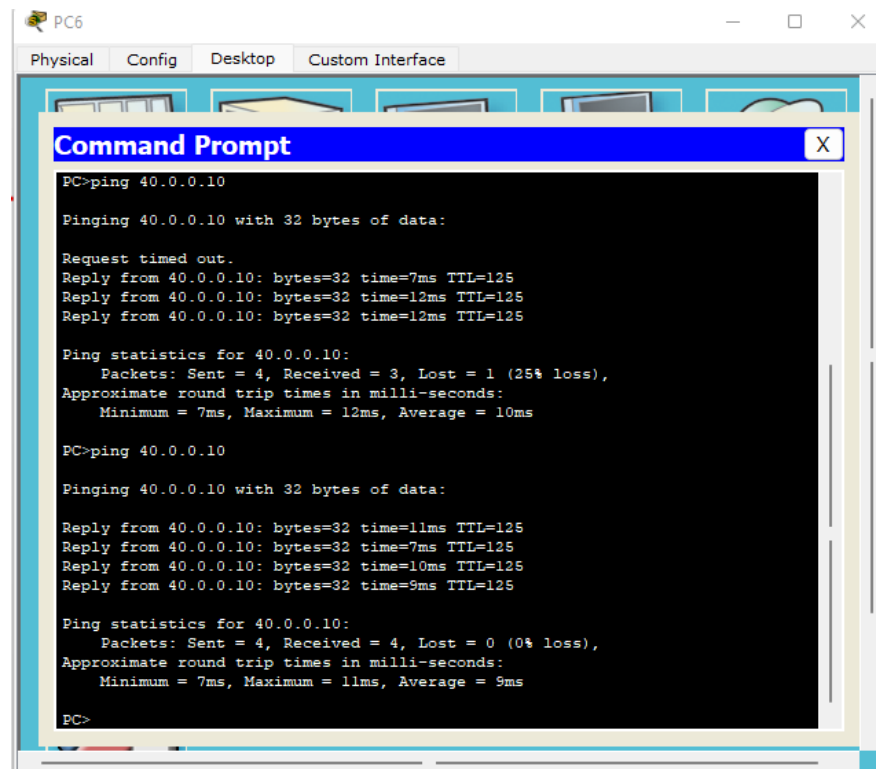 PC6
Physical Config Desktop Custom Interface
Command Prompt
X
PC>ping 40.0.0.10
Pinging 40.0.0.10 with 32 bytes of data:
Request timed out.
Reply from 40.0.0.10: bytes=32 time=7ms TTL=125
Reply from 40.0.0.10: bytes=32 time=12ms TTL=125
Reply from 40.0.0.10: bytes=32 time=12ms TTL=125
Ping statistics for 40.0.0.10:
Packets: Sent = 4, Received = 3, Lost = 1 (25% loss),
Approximate round trip times in milli-seconds:
Minimum = 7ms, Maximum = 12ms, Average = 10ms
PC>ping 40.0.0.10
Pinging 40.0.0.10 with 32 bytes of data:
Reply from 40.0.0.10: bytes=32 time=11ms TTL=125
Reply from 40.0.0.10: bytes=32 time=7ms TTL=125
Reply from 40.0.0.10: bytes=32 time=10ms TTL=125
Reply from 40.0.0.10: bytes=32 time=9ms TTL=125
Ping statistics for 40.0.0.10:
Packets: Sent = 4, Received = 4, Lost = 0 (0% loss),
Approximate round trip times in milli-seconds:
Minimum = 7ms, Maximum = 11ms, Average = 9ms
PC>